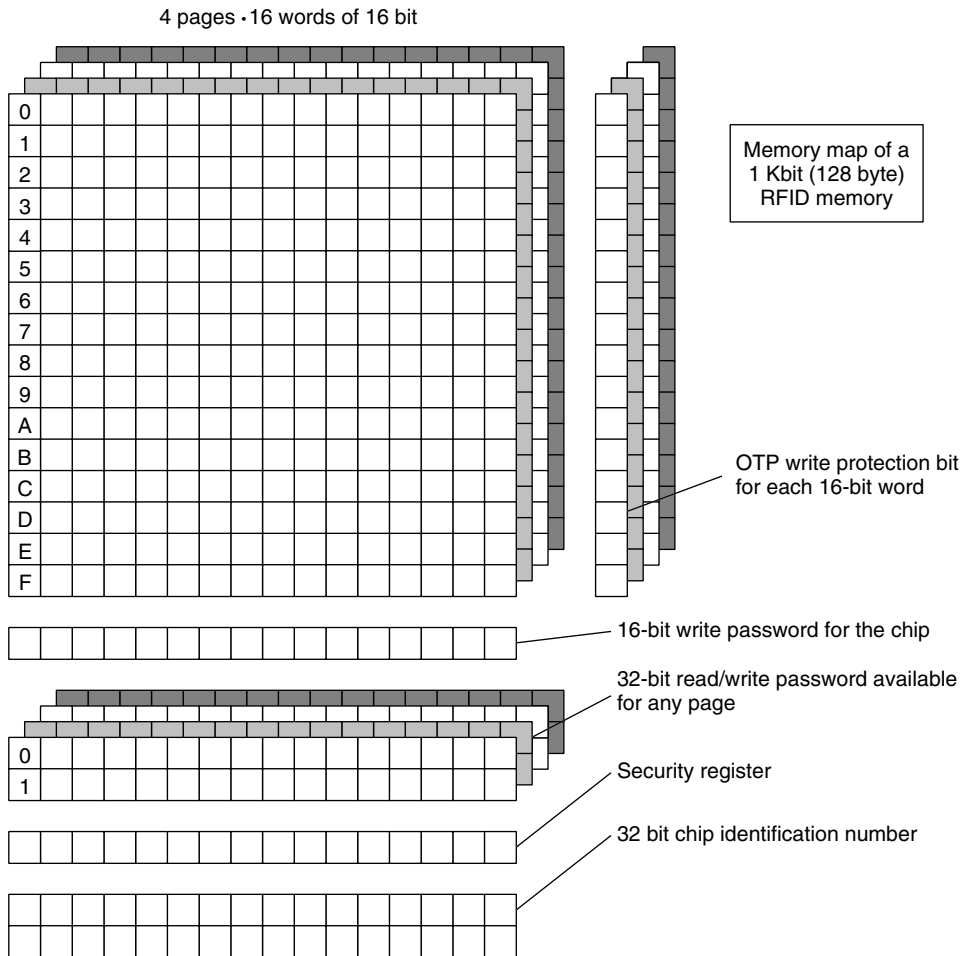 4 pages · 16 words of 16 bit
0
1
2
3
4
5
6
7
8
9
A
B
C
D
E
F
Memory map of a
1 Kbit (128 byte)
RFID memory
OTP write protection bit
for each 16-bit word
16-bit write password for the chip
32-bit read/write password available
for any page
0
1
Security register
32 bit chip identification number